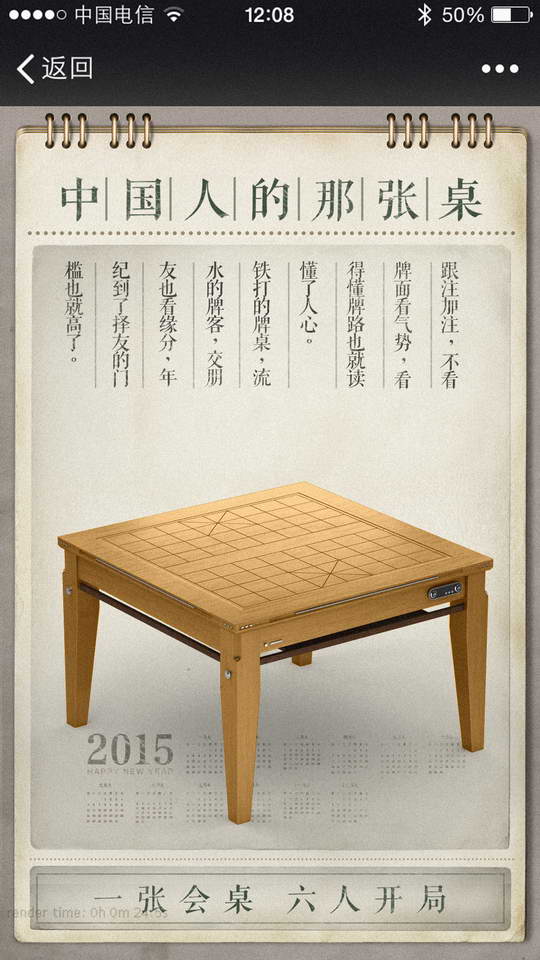 中国电信
12:08
50%
返回
中国人的那张桌
跟注加注，不看
牌面看气势，看
得懂牌路也就读
懂了人心。
铁打的牌桌，流
水的牌客，交朋
友也看缘分，年
纪到了择友的门
槛也就高了。
2015
HAPPY NEW YEAR
一张会桌 六人开局
render time: 0h 0m 24.5s